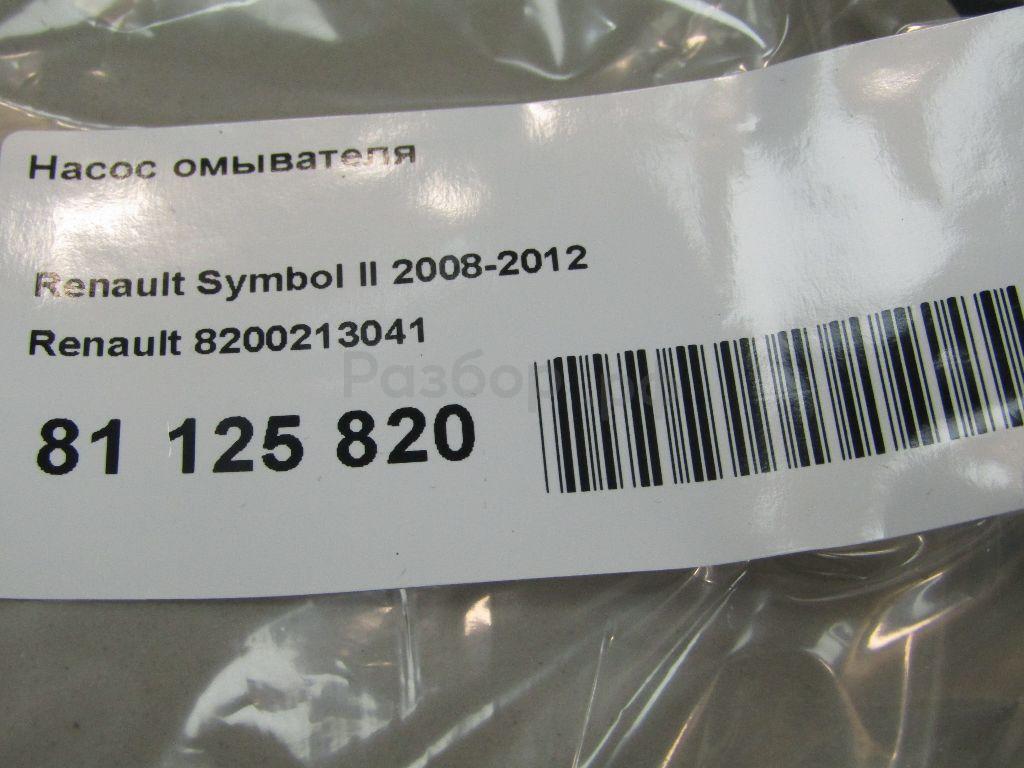 Насос омывателя
Renault Symbol II 2008-2012
Renault 8200213041
81 125 820